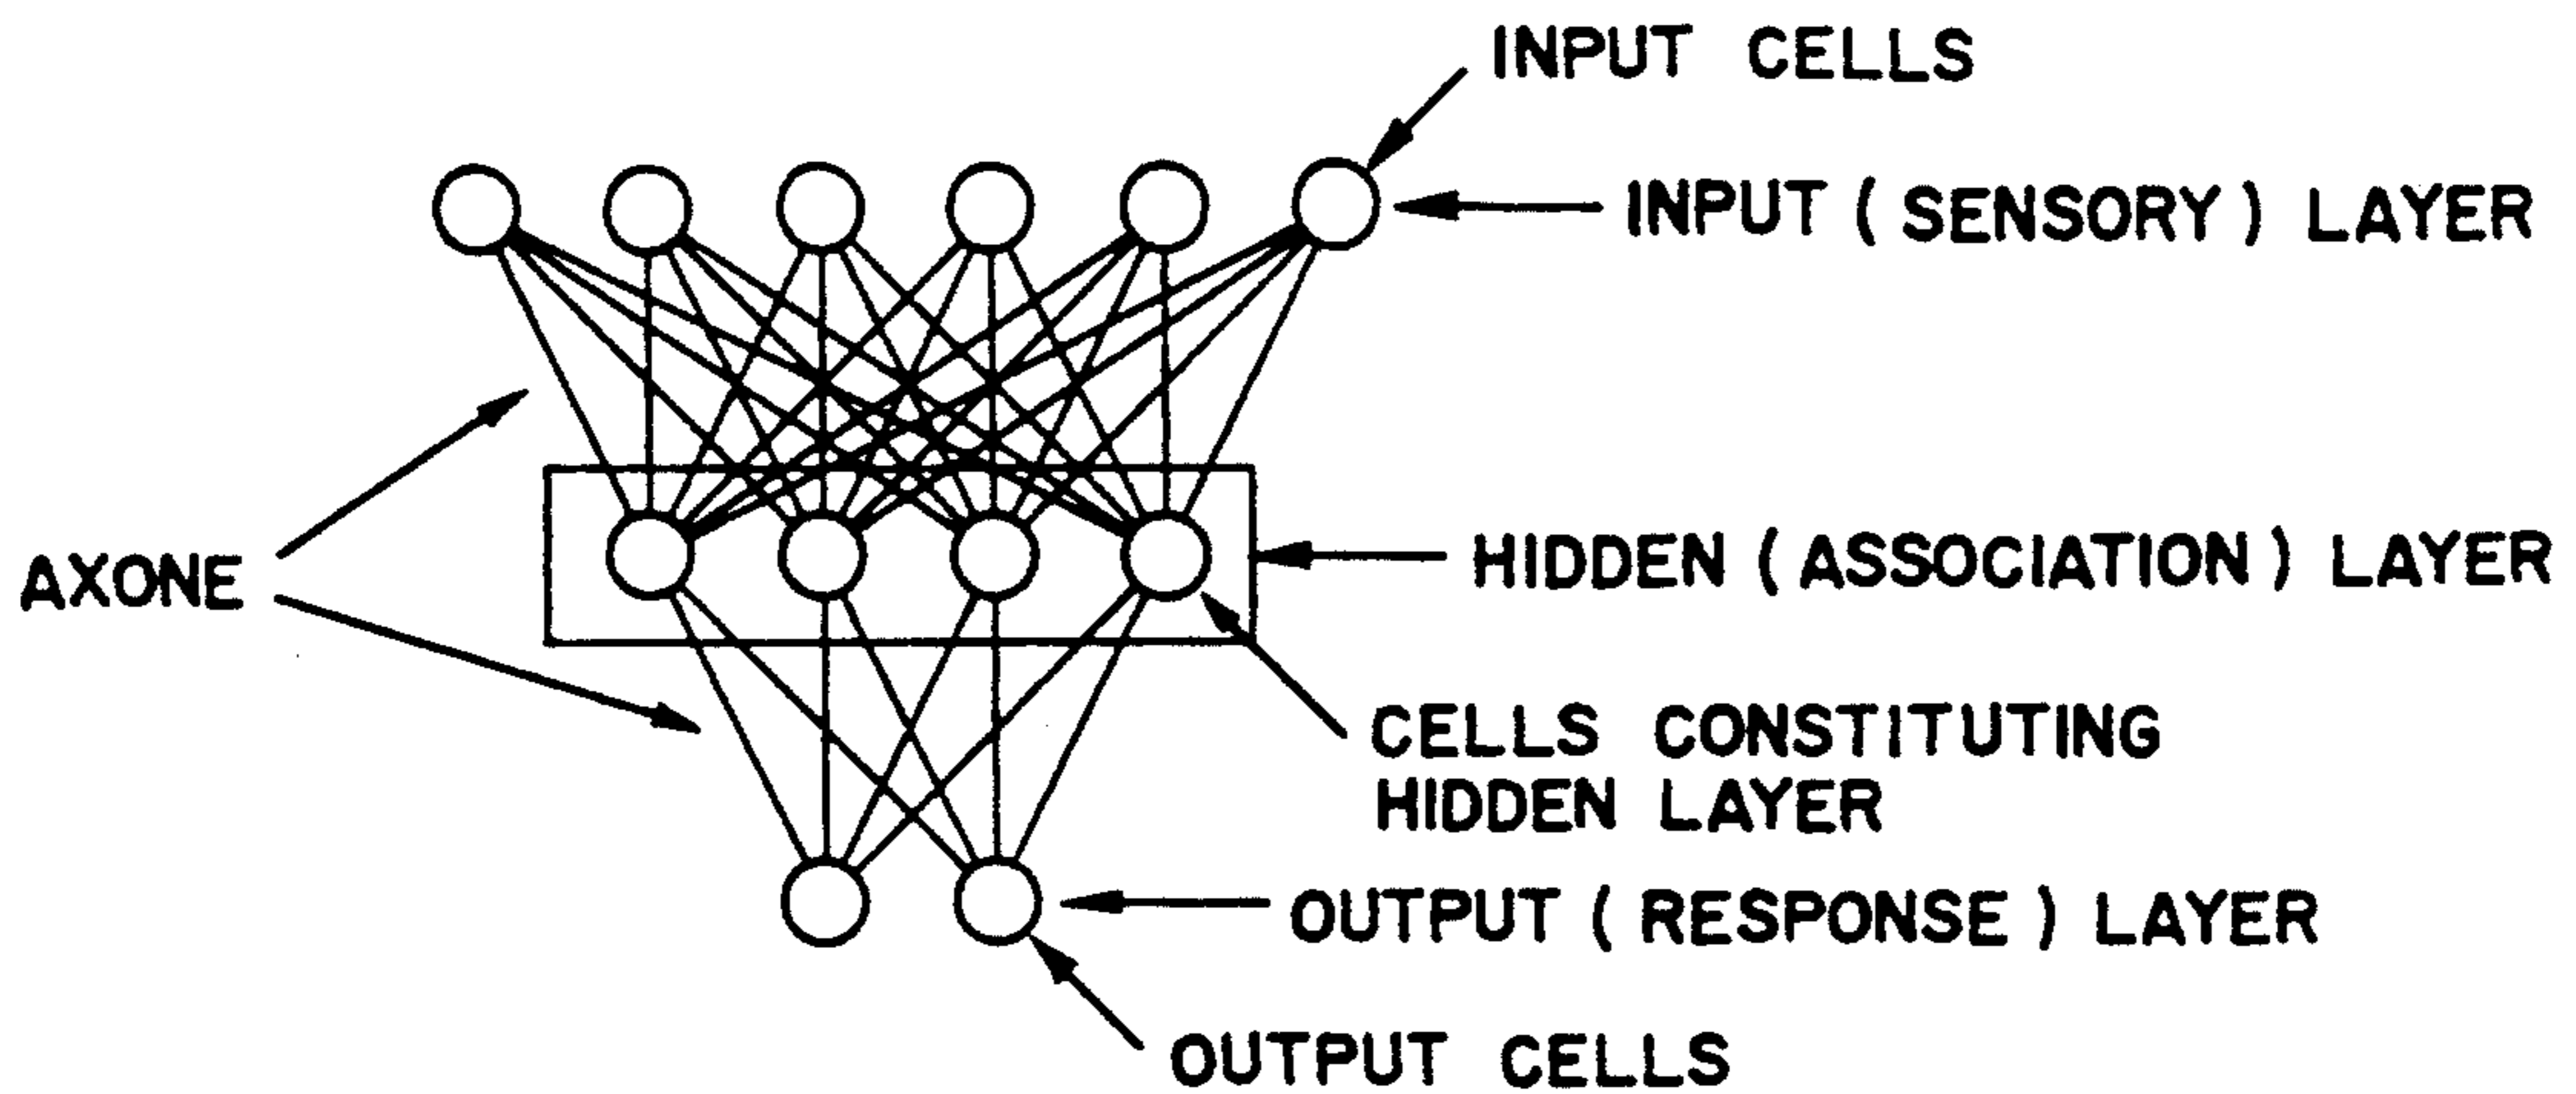 INPUT CELLS
INPUT ( SENSORY ) LAYER
HIDDEN ( ASSOCIATION ) LAYER
AXONE
CELLS CONSTITUTING
HIDDEN LAYER
OUTPUT ( RESPONSE ) LAYER
OUTPUT CELLS